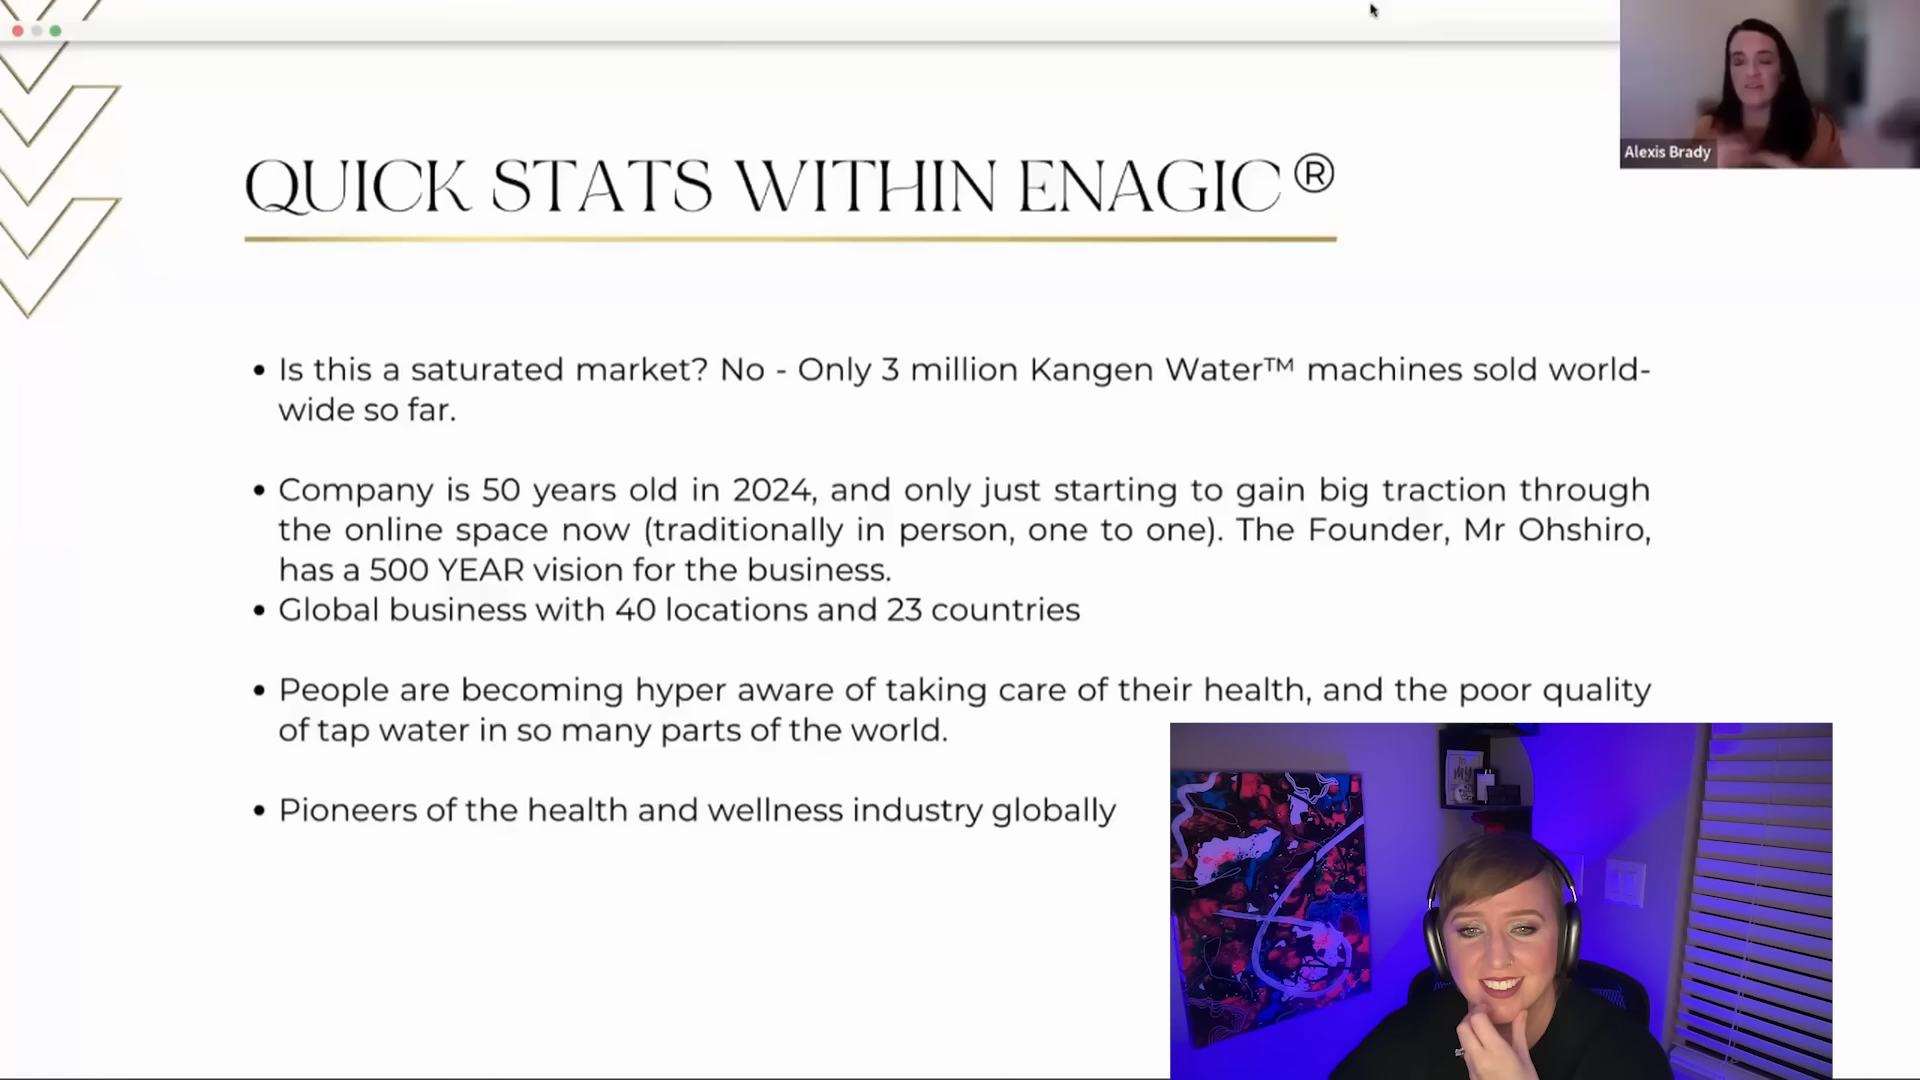 Alexis Brady
QUICK STATS WITHIN ENAGIC®
• Is this a saturated market? No - Only 3 million Kangen Water™ machines sold world-
wide so far.
• Company is 50 years old in 2024, and only just starting to gain big traction through
the online space now (traditionally in person, one to one). The Founder, Mr Ohshiro,
has a 500 YEAR vision for the business.
• Global business with 40 locations and 23 countries
• People are becoming hyper aware of taking care of their health, and the poor quality
of tap water in so many parts of the world.
• Pioneers of the health and wellness industry globally
my